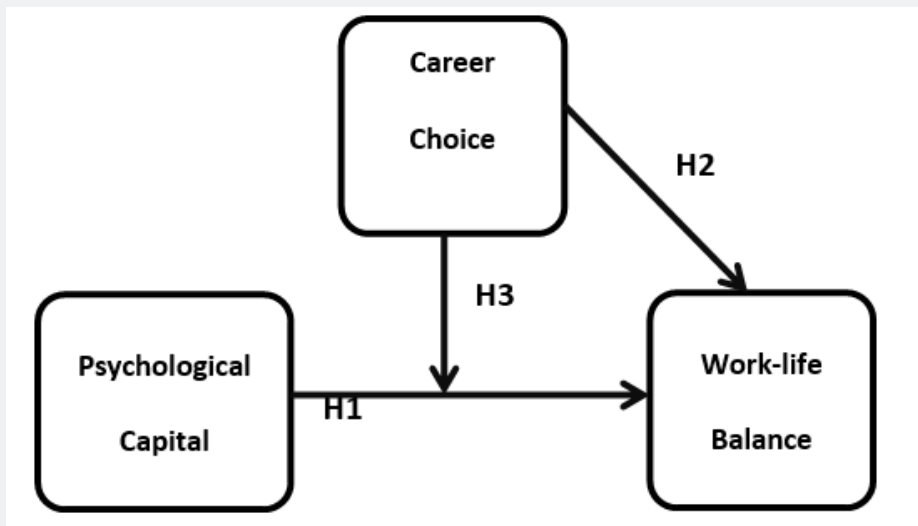 Career
Choice
H2
H3
Psychological
Capital
H1
Work-life
Balance